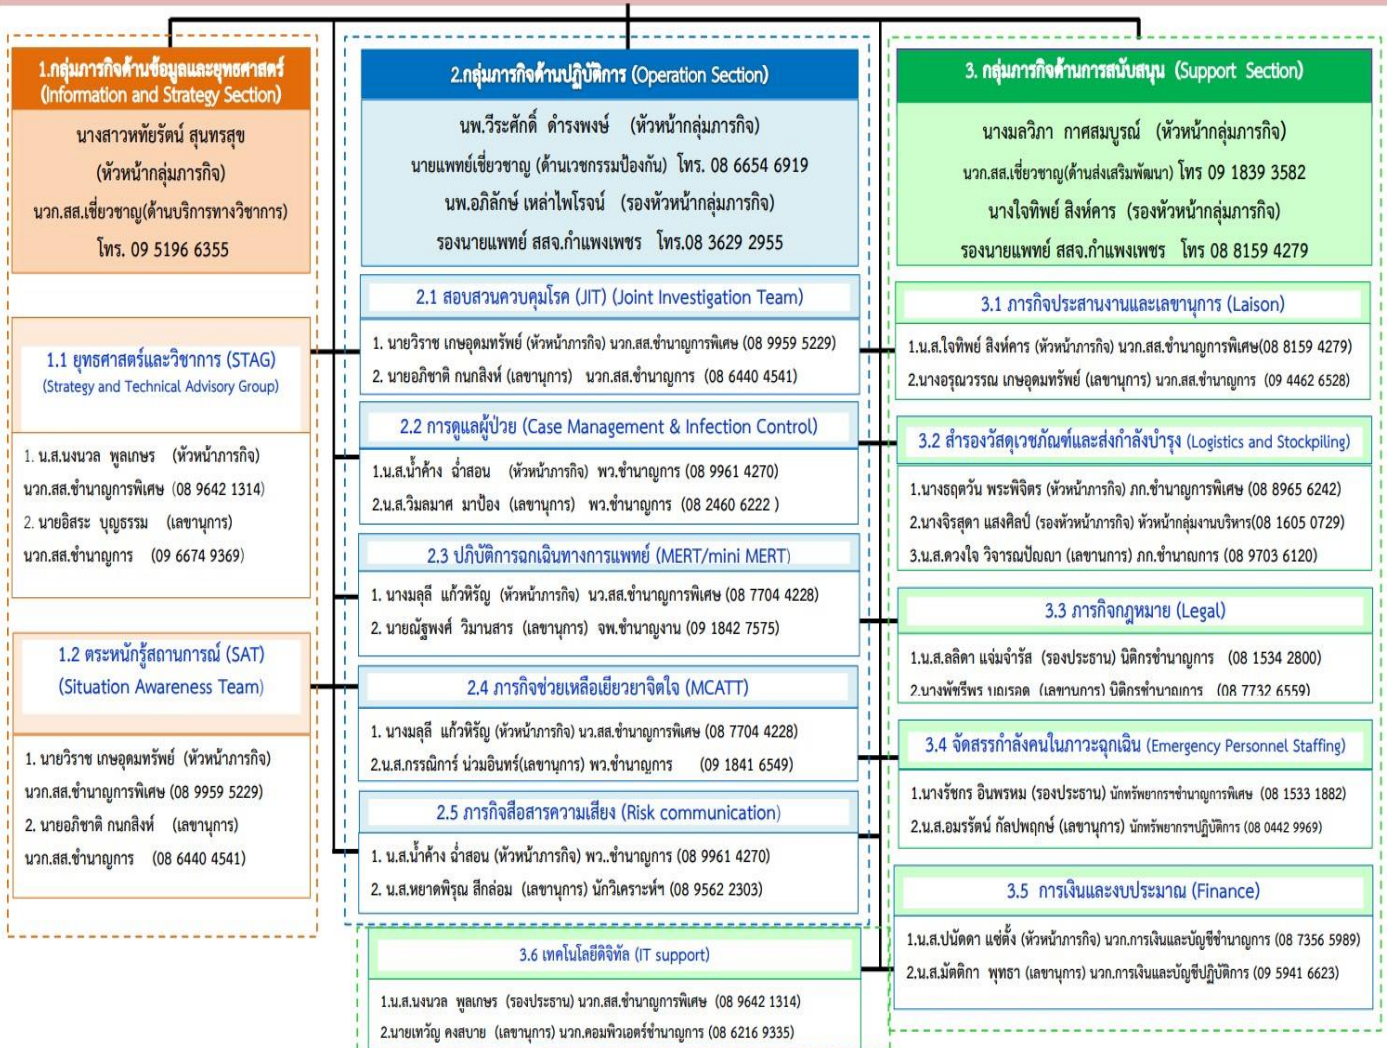 1.กลุ่มภารกิจด้านข้อมูลและยุทธศาสตร์
(Information and Strategy Section)
นางสาวหทัยรัตน์ สุนทรสุข
(หัวหน้ากลุ่มภารกิจ)
นวก.สส.เชี่ยวชาญ(ด้านบริการทางวิชาการ)
โทร. 09 5196 6355
1.1 ยุทธศาสตร์และวิชาการ (STAG)
(Strategy and Technical Advisory Group)
1. น.ส.นงนวล พูลเกษร (หัวหน้าภารกิจ)
นวก.สส.ชำนาญการพิเศษ (08 9642 1314)
2. นายอิสระ บุญธรรม (เลขานุการ)
นวก.สส.ชำนาญการ (09 6674 9369)
1.2 ตระหนักรู้สถานการณ์ (SAT)
(Situation Awareness Team)
1. นายวิราช เกษอุดมทรัพย์ (หัวหน้าภารกิจ)
นวก.สส.ชำนาญการพิเศษ (08 9959 5229)
2. นายอภิชาติ กนกสิงห์ (เลขานุการ)
นวก.สส.ชำนาญการ (08 6440 4541)
2.กลุ่มภารกิจด้านปฏิบัติการ (Operation Section)
นพ.วีระศักดิ์ ดำรงพงษ์ (หัวหน้ากลุ่มภารกิจ)
นายแพทย์เชี่ยวชาญ (ด้านเวชกรรมป้องกัน) โทร. 08 6654 6919
นพ.อภิลักษ์ เหล่าไพโรจน์ (รองหัวหน้ากลุ่มภารกิจ)
รองนายแพทย์ สสจ.กำแพงเพชร โทร.08 3629 2955
2.1 สอบสวนควบคุมโรค (JIT) (Joint Investigation Team)
1. นายวิราช เกษอุดมทรัพย์ (หัวหน้าภารกิจ) นวก.สส.ชำนาญการพิเศษ (08 9959 5229)
2. นายอภิชาติ กนกสิงห์ (เลขานุการ) นวก.สส.ชำนาญการ (08 6440 4541)
2.2 การดูแลผู้ป่วย (Case Management & Infection Control)
1.น.ส.น้ำค้าง ฉ่ำสอน (หัวหน้าภารกิจ) พว.ชำนาญการ (08 9961 4270)
2.น.ส.วิมลมาศ มาป้อง (เลขานุการ) พว.ชำนาญการ (08 2460 6222 )
2.3 ปฏิบัติการฉุกเฉินทางการแพทย์ (MERT/mini MERT)
1. นางมลุลี แก้วหิรัญ (หัวหน้าภารกิจ) นว.สส.ชำนาญการพิเศษ (08 7704 4228)
2. นายณัฐพงศ์ วิมานสาร (เลขานุการ) จพ.ชำนาญงาน (09 1842 7575)
2.4 ภารกิจช่วยเหลือเยียวยาจิตใจ (MCATT)
1. นางมลุลี แก้วหิรัญ (หัวหน้าภารกิจ) นว.สส.ชำนาญการพิเศษ (08 7704 4228)
2.น.ส.กรรณิการ์ น่วมอินทร์(เลขานุการ) พว.ชำนาญการ (09 1841 6549)
2.5 ภารกิจสื่อสารความเสี่ยง (Risk communication)
1. น.ส.น้ำค้าง ฉ่ำสอน (หัวหน้าภารกิจ) พว..ชำนาญการ (08 9961 4270)
2. น.ส.หยาดพิรุณ สีกล่อม (เลขานุการ) นักวิเคราะห์ฯ (08 9562 2303)
3. กลุ่มภารกิจด้านการสนับสนุน (Support Section)
นางมลวิภา กาศสมบูรณ์ (หัวหน้ากลุ่มภารกิจ)
นวก.สส.เชี่ยวชาญ(ด้านส่งเสริมพัฒนา) โทร 09 1839 3582
นางใจทิพย์ สิงห์คาร (รองหัวหน้ากลุ่มภารกิจ)
รองนายแพทย์ สสจ.กำแพงเพชร โทร 08 8159 4279
3.1 ภารกิจประสานงานและเลขานุการ (Laison)
1.น.ส.ใจทิพย์ สิงห์คาร (หัวหน้าภารกิจ) นวก.สส.ชำนาญการพิเศษ(08 8159 4279)
2.นางอรุณวรรณ เกษอุดมทรัพย์ (เลขานุการ) นวก.สส.ชำนาญการ (09 4462 6528)
3.2 สำรองวัสดุเวชภัณฑ์และส่งกำลังบำรุง (Logistics and Stockpiling)
1.นางธฤตวัน พระพิจิตร (หัวหน้าภารกิจ) ภก.ชำนาญการพิเศษ (08 8965 6242)
2.นางจิรสุดา แสงศิลป์ (รองหัวหน้าภารกิจ) หัวหน้ากลุ่มงานบริหาร(08 1605 0729)
3.น.ส.ดวงใจ วิจารณปัญญา (เลขานุการ) ภก.ชำนาญการ (08 9703 6120)
3.3 ภารกิจกฎหมาย (Legal)
1.น.ส.ลลิดา แจ่มจำรัส (รองประธาน) นิติกรชำนาญการ (08 1534 2800)
2.นางพัชรีพร บุญรอด (เลขานุการ) นิติกรชำนาญการ (08 7732 6559)
3.4 จัดสรรกำลังคนในภาวะฉุกเฉิน (Emergency Personnel Staffing)
1.นางรัชกร อินพรหม (รองประธาน) นักทรัพยากรฯชำนาญการพิเศษ (08 1533 1882)
2.น.ส.อมรรัตน์ กัลปพฤกษ์ (เลขานุการ) นักทรัพยากรฯปฏิบัติการ (08 0442 9969)
3.5 การเงินและงบประมาณ (Finance)
1.น.ส.ปนัดดา แซ่ตั้ง (หัวหน้าภารกิจ) นวก.การเงินและบัญชีชำนาญการ (08 7356 5989)
2.น.ส.มัตติกา พุทธา (เลขานุการ) นวก.การเงินและบัญชีปฏิบัติการ (09 5941 6623)
3.6 เทคโนโลยีดิจิทัล (IT support)
1.น.ส.นงนวล พูลเกษร (รองประธาน) นวก.สส.ชำนาญการพิเศษ (08 9642 1314)
2.นายเทวัญ คงสบาย (เลขานุการ) นวก.คอมพิวเตอร์ชำนาญการ (08 6216 9335)